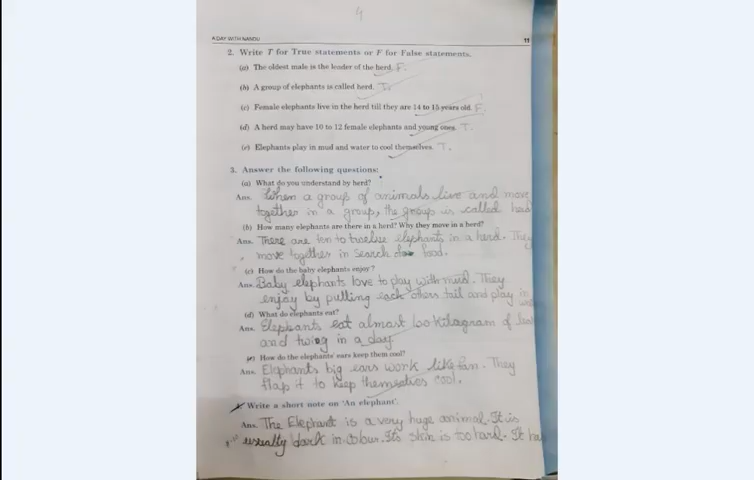 4
A DAY WITH NANDU 11
2. Write T for True statements or F for False statements.
(a) The oldest male is the leader of the herd. F.
(b) A group of elephants is called herd. T.
(c) Female elephants live in the herd till they are 14 to 15 years old. F.
(d) A herd may have 10 to 12 female elephants and young ones. T.
(e) Elephants play in mud and water to cool themselves. T.
3. Answer the following questions:
(a) What do you understand by herd?
Ans. When a group of animals live and move
together in a group, the group is called herd
(b) How many elephants are there in a herd? Why they move in a herd?
Ans. There are ten to twelve elephants in a herd. They
move together in search food.
(c) How do the baby elephants enjoy?
Ans. Baby elephants love to play with mud. They
enjoy by pulling each others tail and play in
(d) What do elephants eat?
Ans. Elephants eat almost 100 Kilogram of
and twing in a day.
(e) How do the elephants' ears keep them cool?
Ans. Elephants big ears work like fan. They
flap it to keep themselves cool.
Write a short note on 'An elephant'.
Ans. The Elephant is a very huge animal. It is
usually dark in colour. Its skin is too hard. It ha